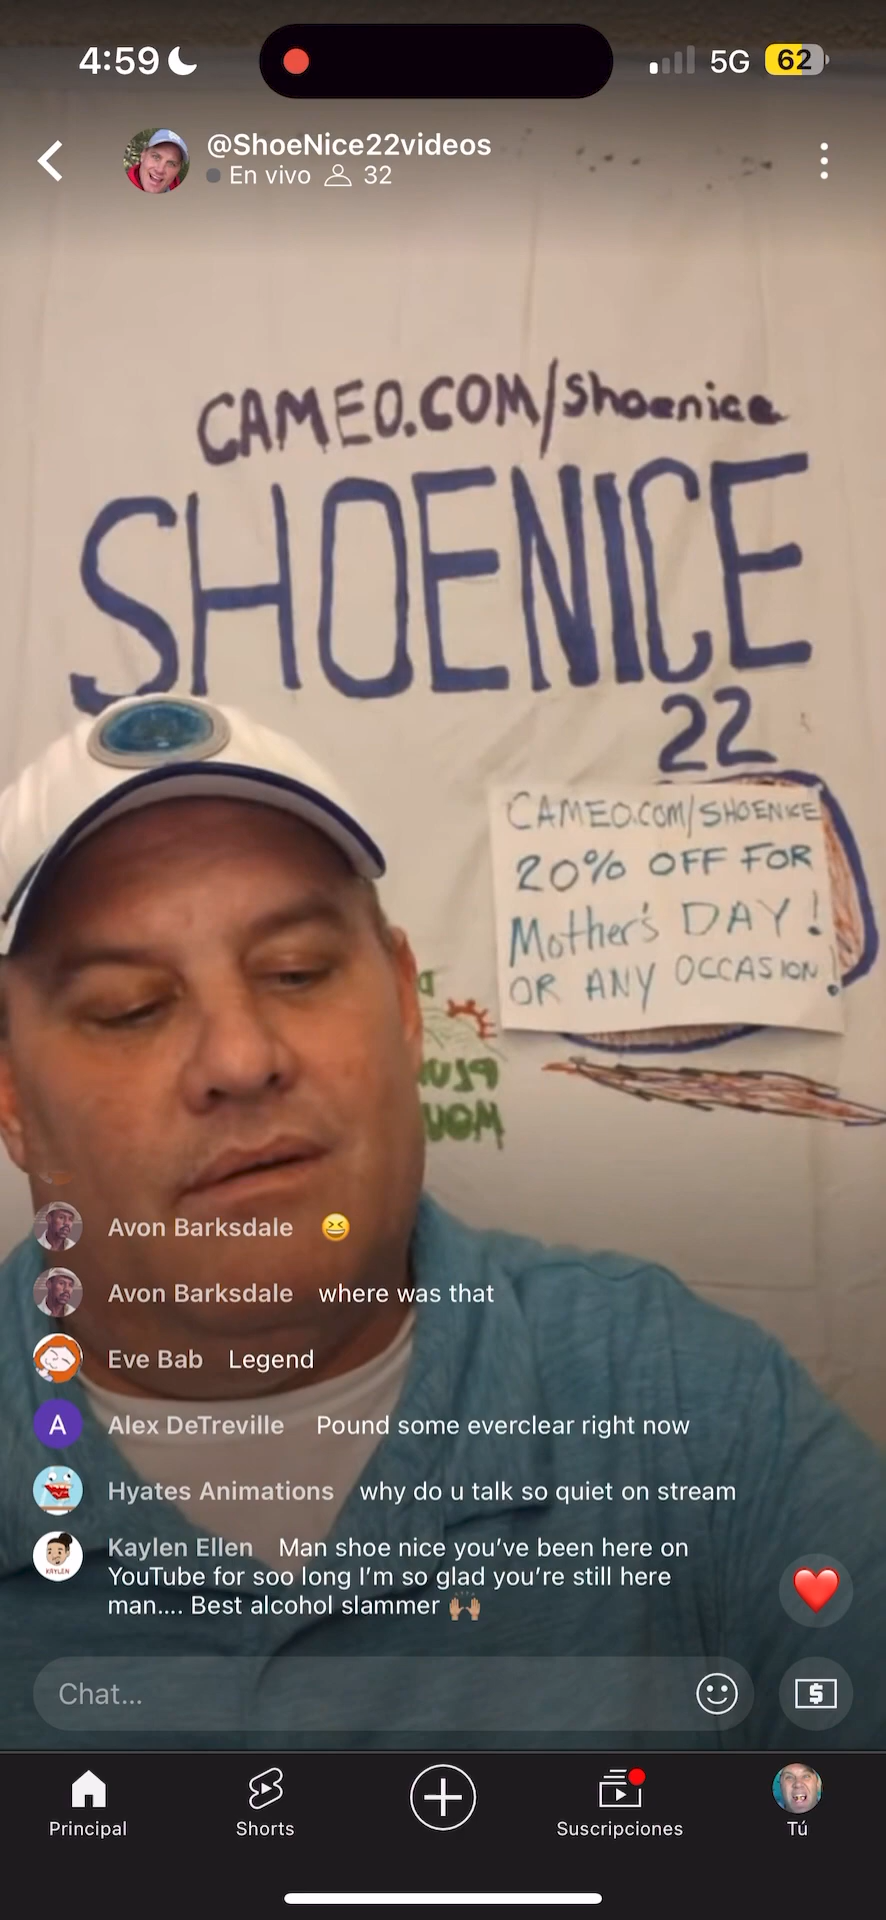 4:59
5G
62
@ShoeNice22videos
En vivo 32
CAMEO.COM/Shoenice
SHOENICE
22
CAMEO.COM/SHOENICE
20% OFF FOR
Mother's DAY!
OR ANY OCCASION!
Avon Barksdale 😆
Avon Barksdale where was that
Eve Bab Legend
A
Alex DeTreville Pound some everclear right now
Hyates Animations why do u talk so quiet on stream
KAYLEN
Kaylen Ellen Man shoe nice you've been here on
YouTube for soo long I'm so glad you're still here
man.... Best alcohol slammer 🙌🏽
Chat...
$
Principal
Shorts
Suscripciones
Tú